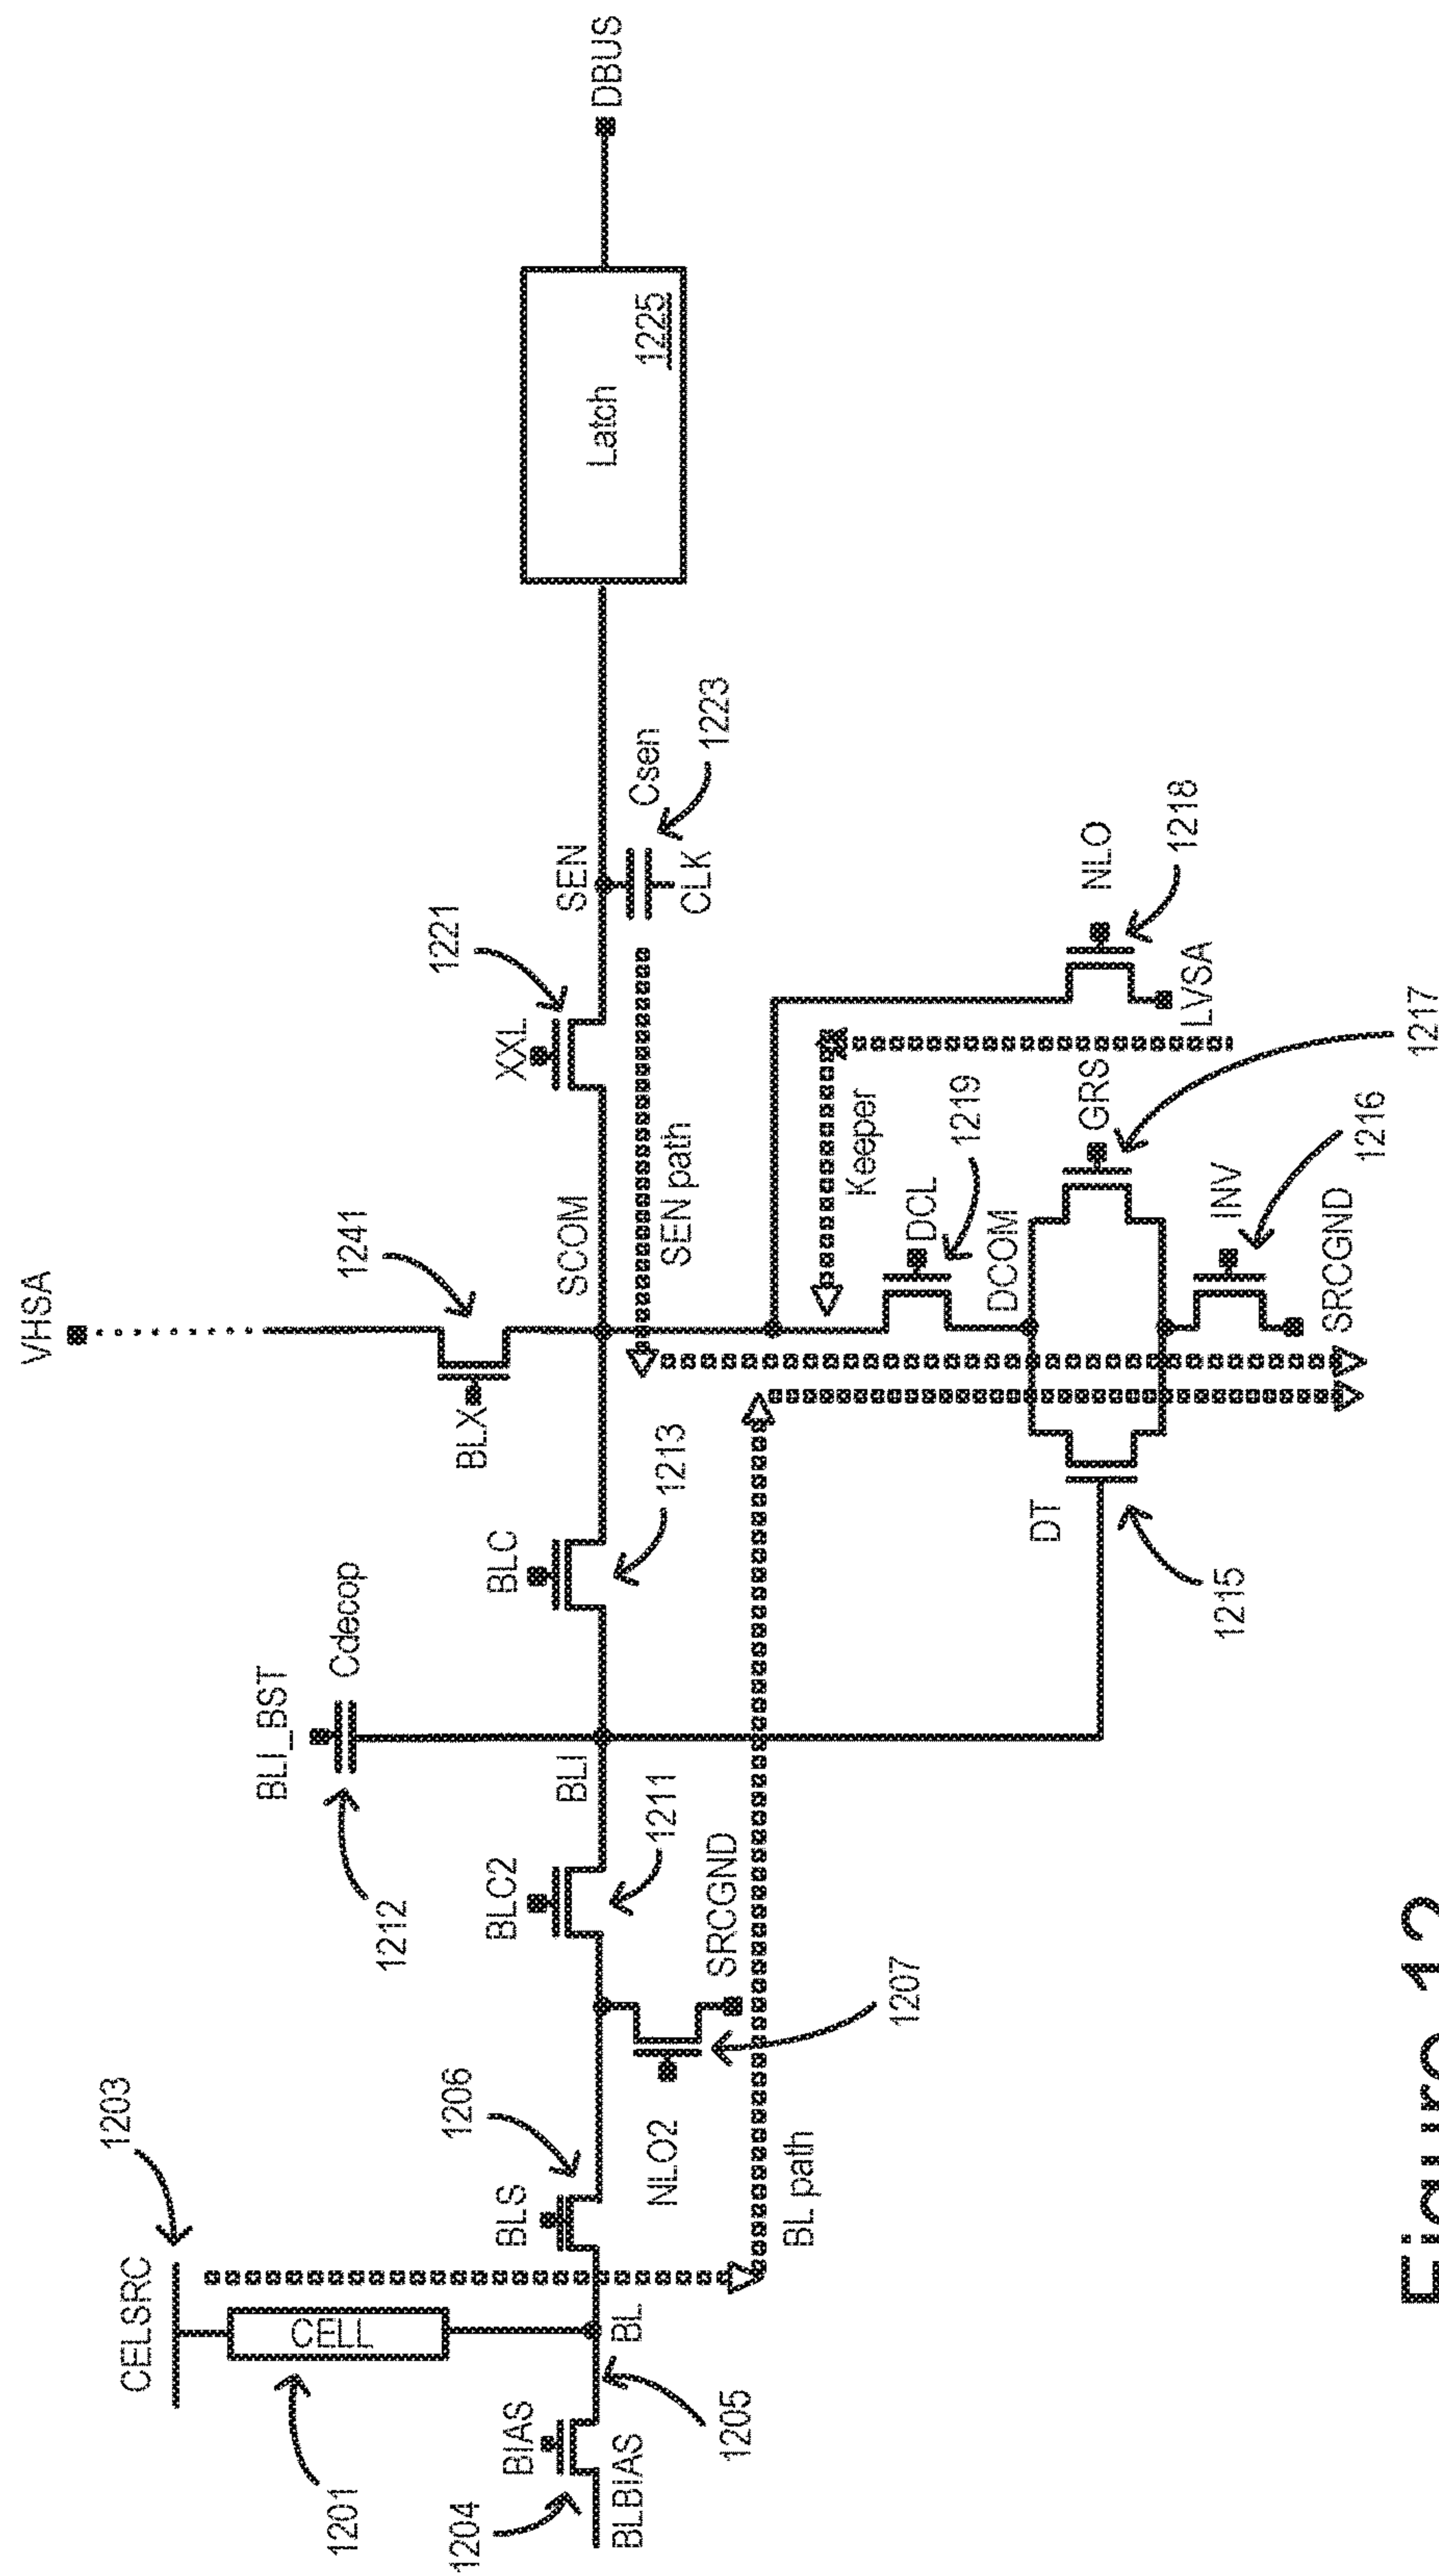 VHSA
1241
BLX
DBUS
Latch
1225
XXL
1221
SEN
Csen
1223
CLK
SCOM
SEN path
BLC
1213
BLI_BST
Cdecop
1212
BLI
BLC2
1211
SRCGND
NLO2
1207
BLS
1206
CELSRC
1203
CELL
1201
BL
1205
BIAS
BLBIAS
1204
BL path
Keeper
NLO
1218
LVSA
DCL
1219
DCOM
GRS
1217
INV
1216
SRCGND
DT
1215
Figure 12